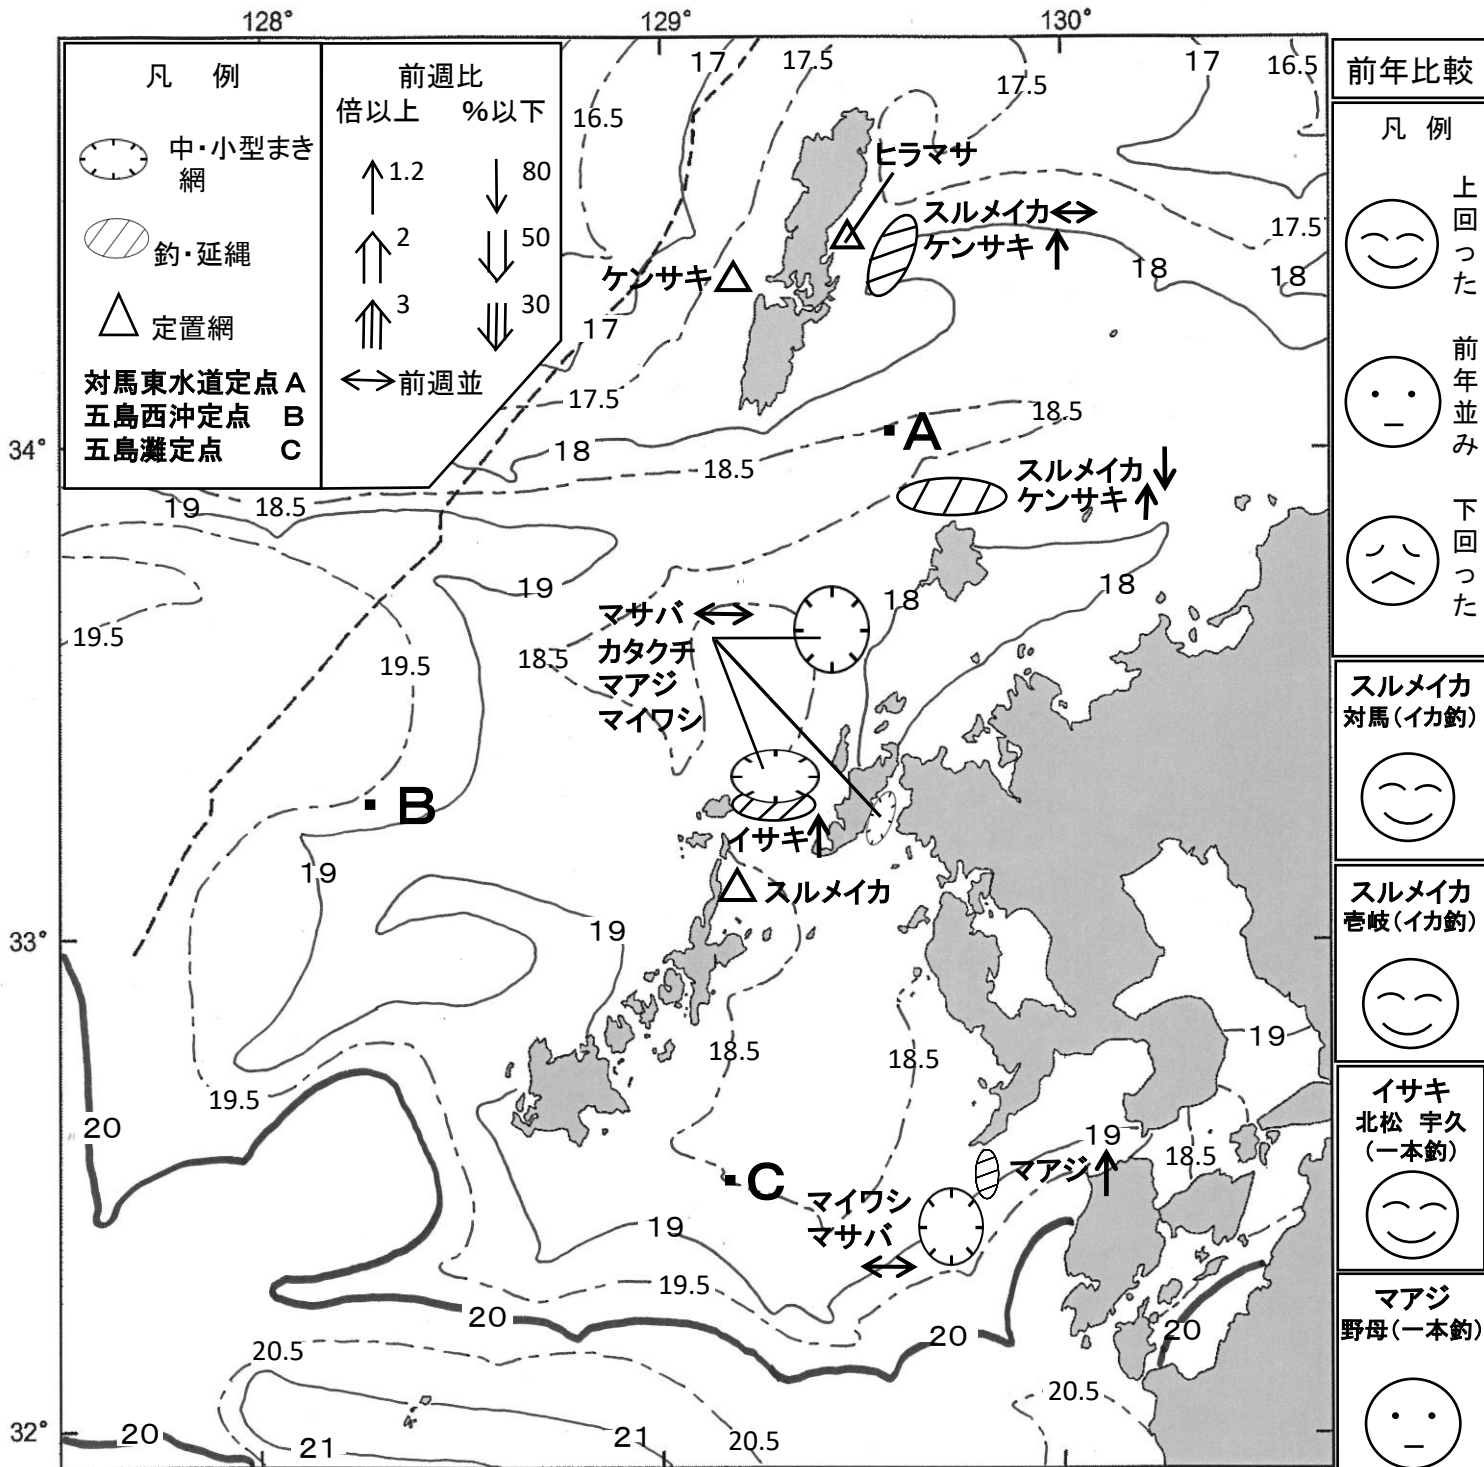 128°
129°
130°
34°
33°
32°
凡 例
中・小型まき
網
釣・延縄
定置網
対馬東水道定点 A
五島西沖定点 B
五島灘定点 C
前週比
倍以上 %以下
1.2 80
2 50
3 30
前週並
前年比較
凡 例
上回った
前年並み
下回った
スルメイカ
対馬(イカ釣)
スルメイカ
壱岐(イカ釣)
イサキ
北松 宇久
(一本釣)
マアジ
野母(一本釣)
17
17.5
17.5
17
16.5
16.5
ヒラマサ
スルメイカ
ケンサキ
17.5
ケンサキ
18
18
17
17.5
18
18.5
A
18.5
スルメイカ
ケンサキ
19
18.5
19
18
18
マサバ
カタクチ
マアジ
マイワシ
19.5
19.5
18.5
B
イサキ
19
スルメイカ
19
18.5
18.5
19
19.5
20
19
18.5
C
マアジ
マイワシ
マサバ
19
19.5
20
20
20
20.5
20.5
20
21
21
20.5